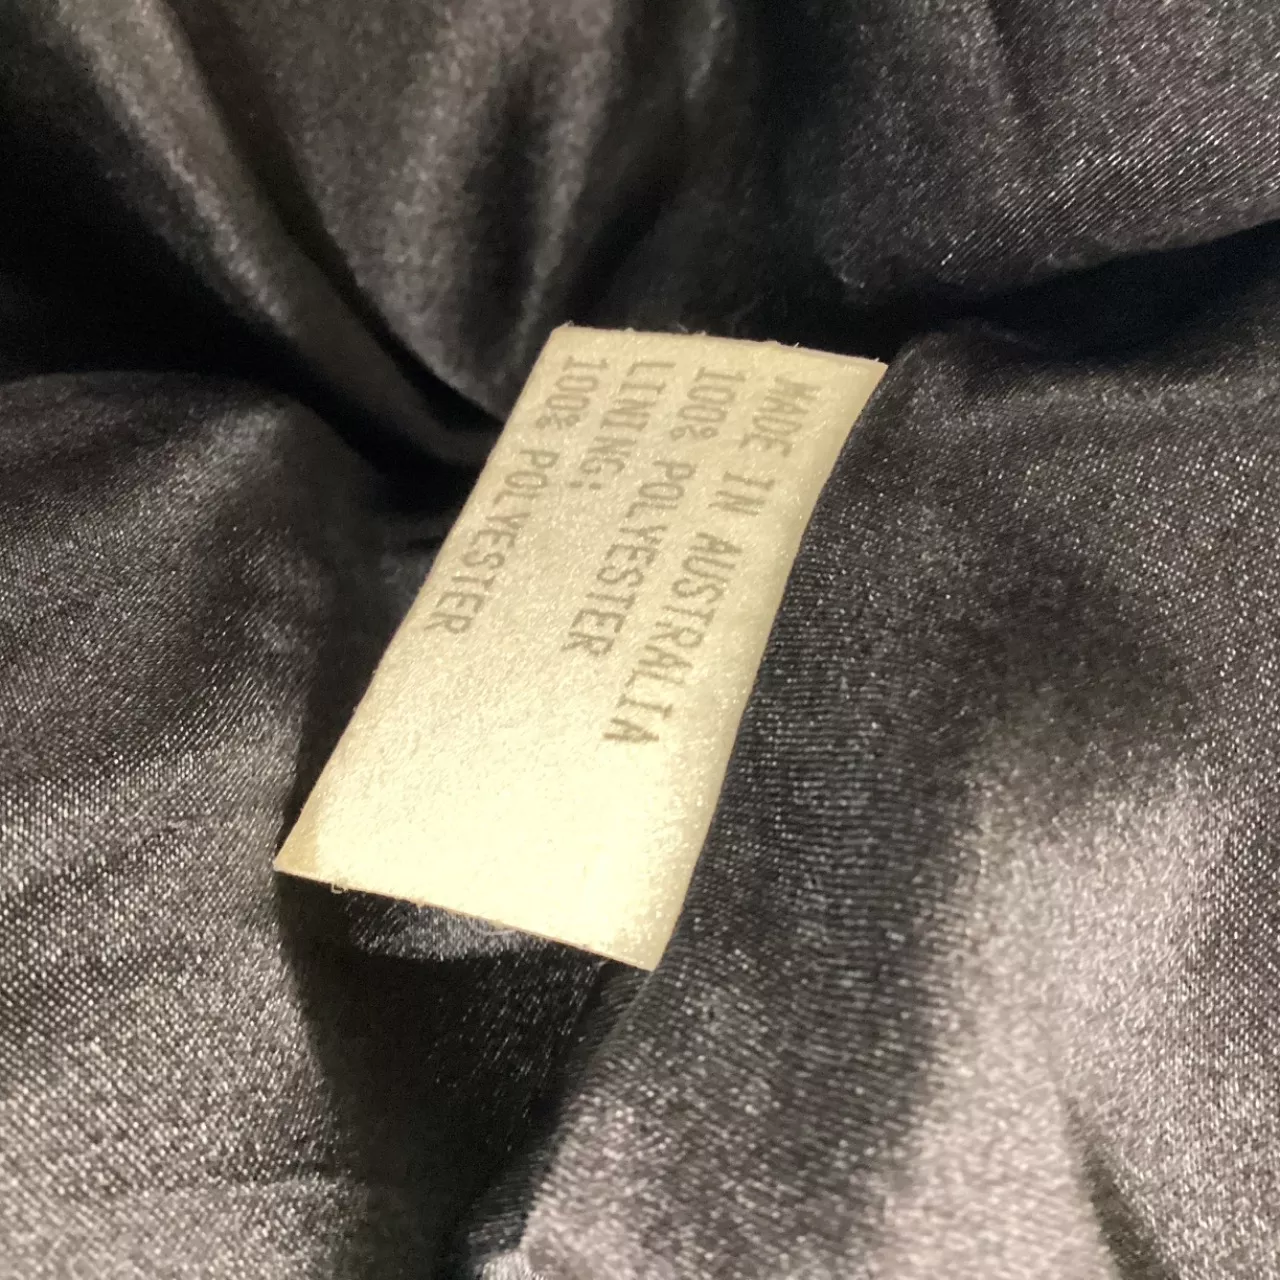 MADE IN AUSTRALIA
100% POLYESTER
LINING:
100% POLYESTER